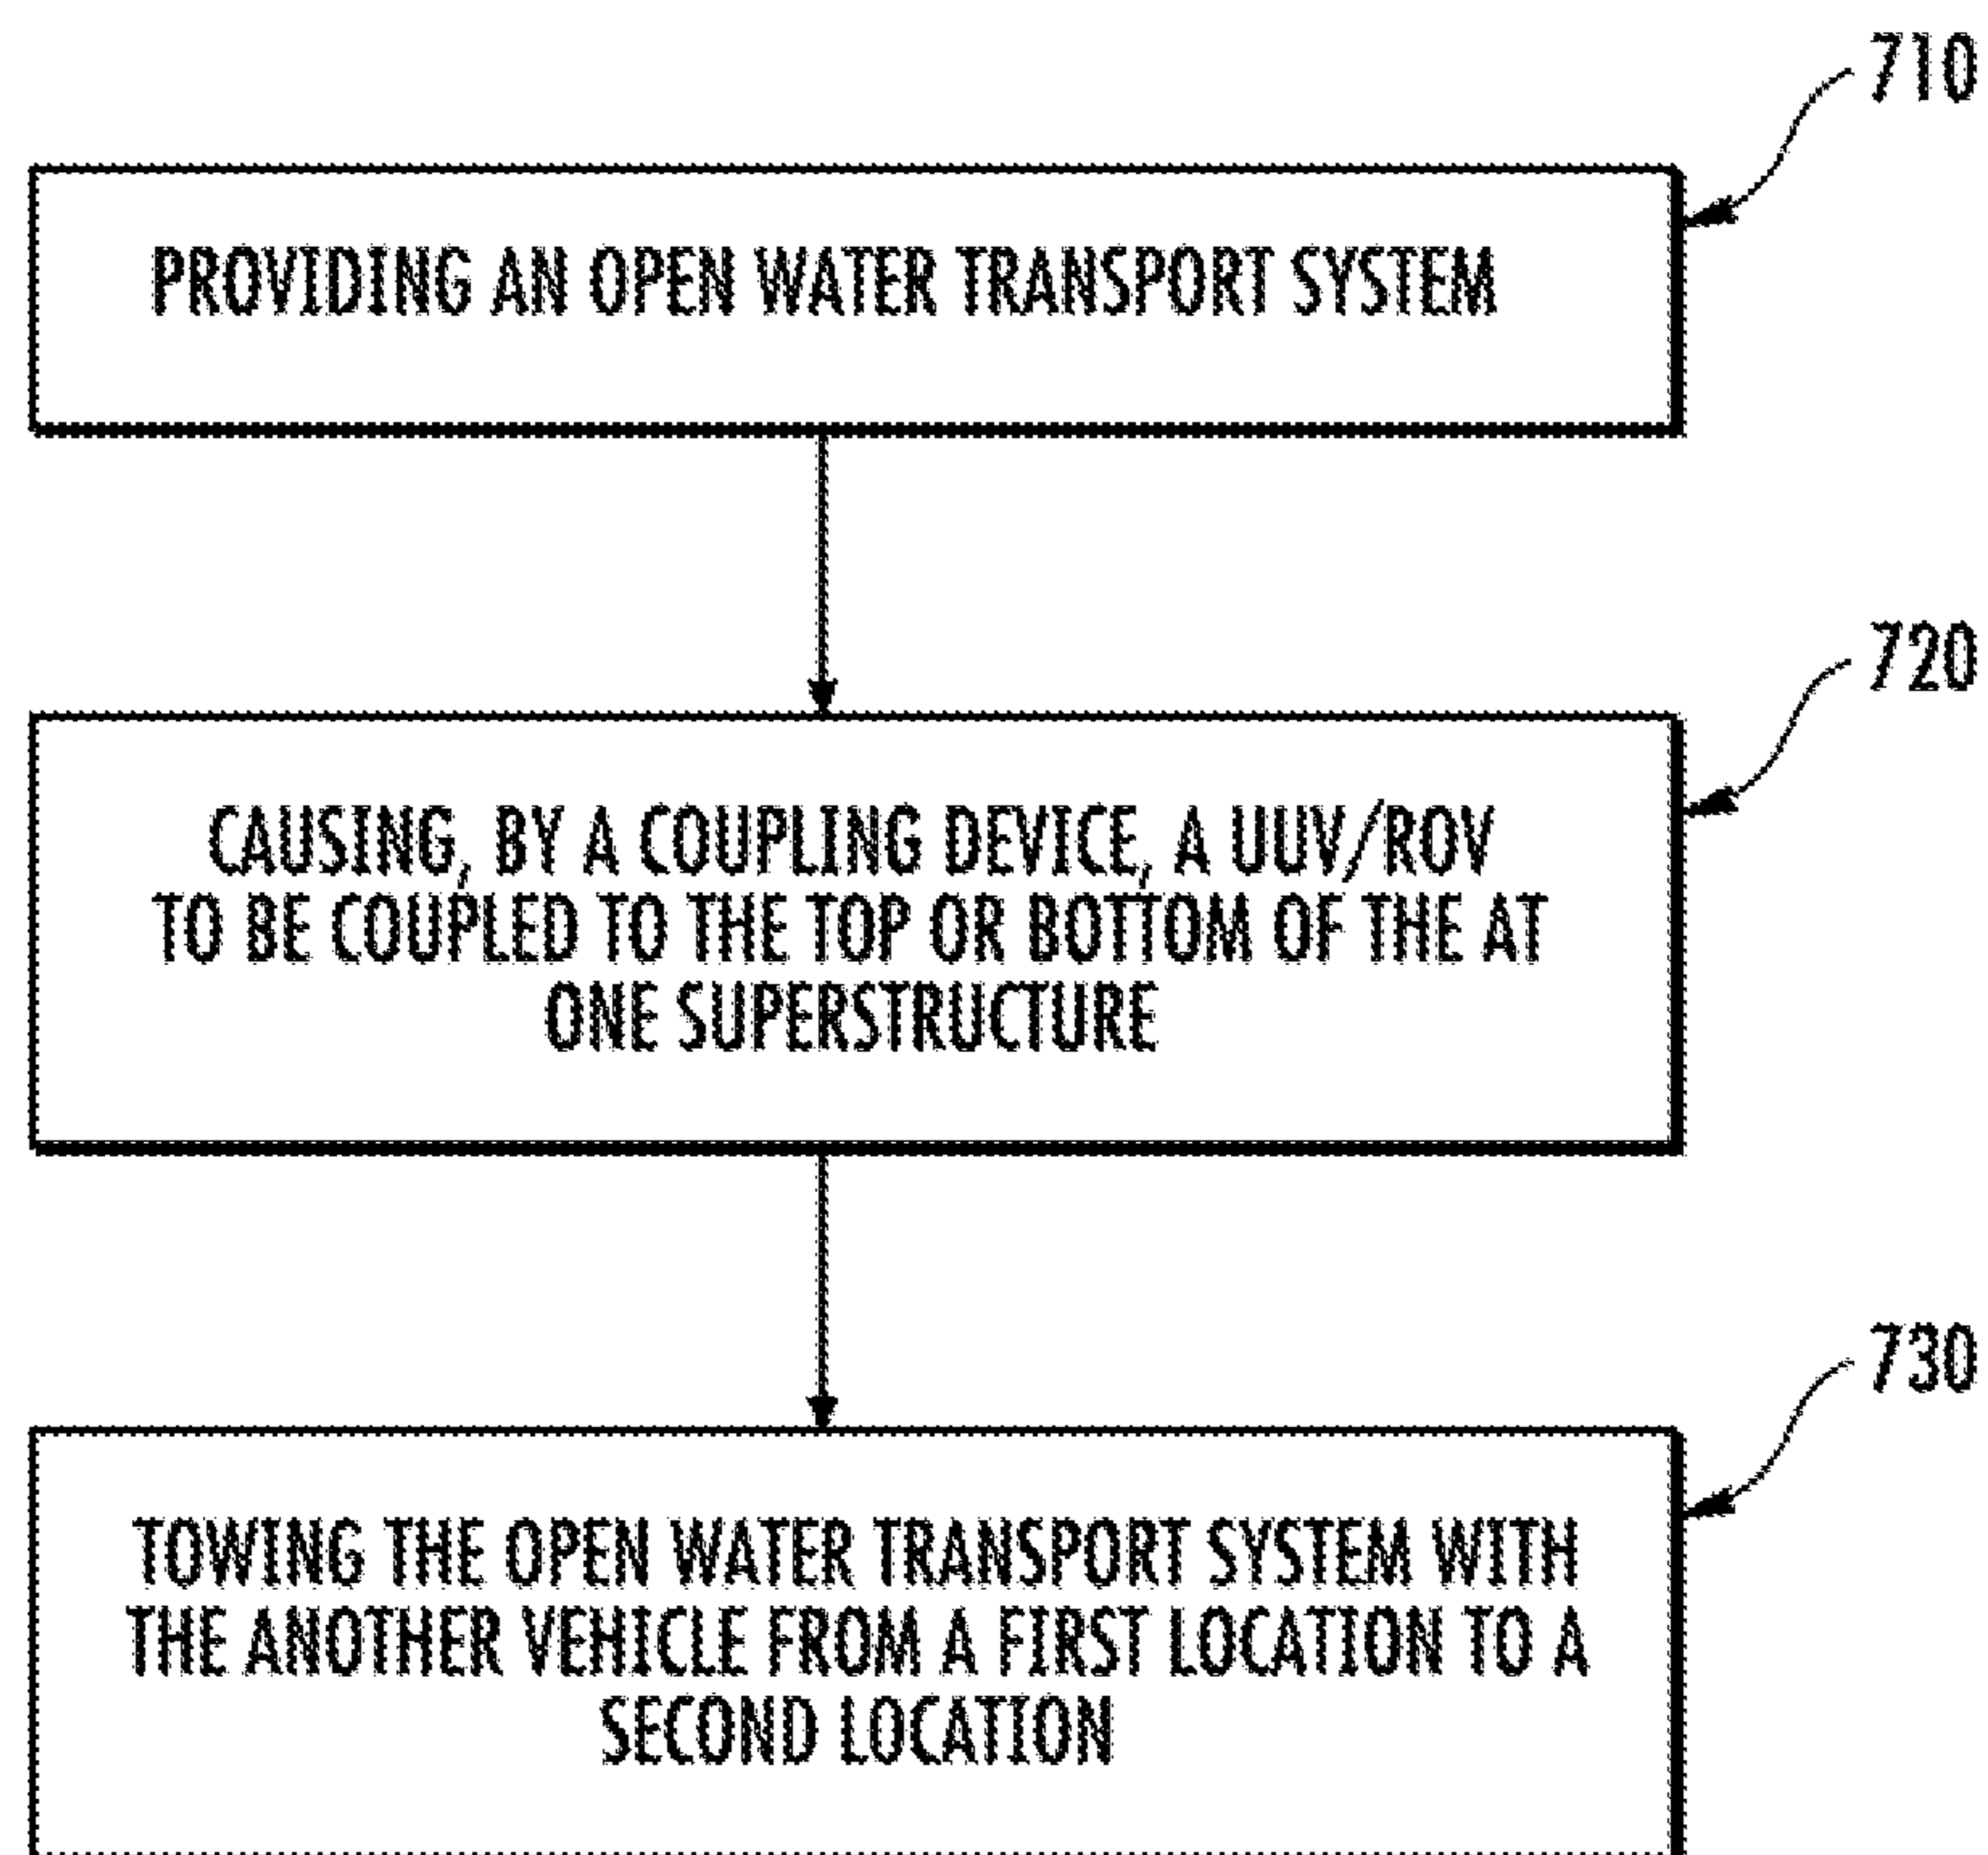 710
PROVIDING AN OPEN WATER TRANSPORT SYSTEM
720
CAUSING, BY A COUPLING DEVICE, A UUV/ROV
TO BE COUPLED TO THE TOP OR BOTTOM OF THE AT
ONE SUPERSTRUCTURE
730
TOWING THE OPEN WATER TRANSPORT SYSTEM WITH
THE ANOTHER VEHICLE FROM A FIRST LOCATION TO A
SECOND LOCATION